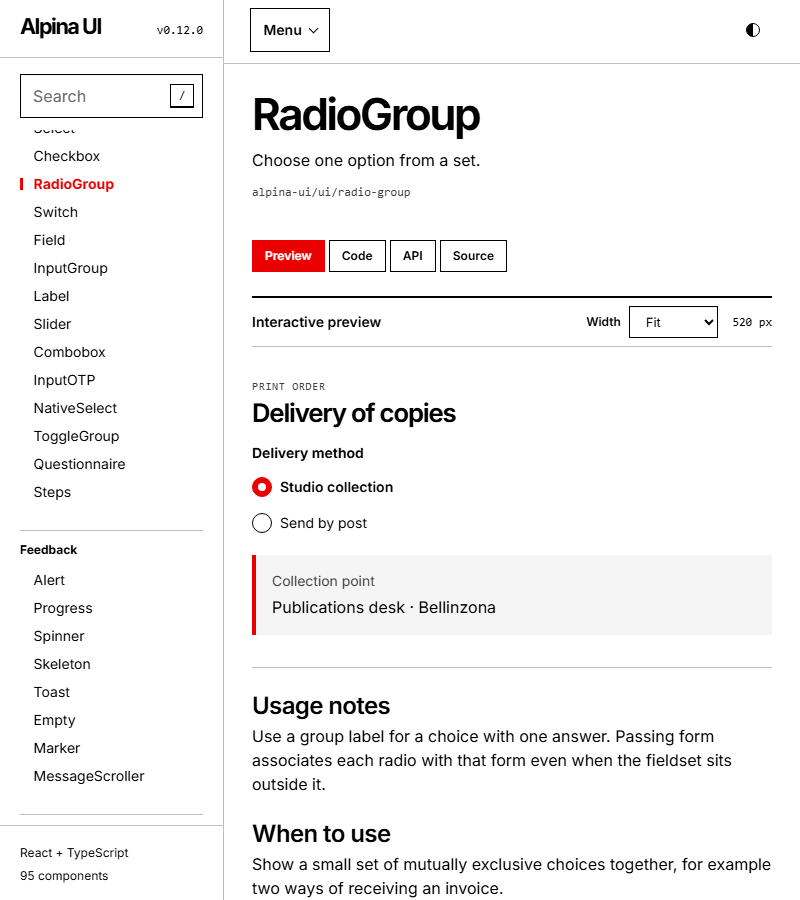 Alpina UI
v0.12.0
Search
/
Select
Checkbox
RadioGroup
Switch
Field
InputGroup
Label
Slider
Combobox
InputOTP
NativeSelect
ToggleGroup
Questionnaire
Steps
Feedback
Alert
Progress
Spinner
Skeleton
Toast
Empty
Marker
MessageScroller
React + TypeScript
95 components
Menu
RadioGroup
Choose one option from a set.
alpina-ui/ui/radio-group
Preview
Code
API
Source
Interactive preview
Width
Fit
520 px
PRINT ORDER
Delivery of copies
Delivery method
Studio collection
Send by post
Collection point
Publications desk · Bellinzona
Usage notes
Use a group label for a choice with one answer. Passing form
associates each radio with that form even when the fieldset sits
outside it.
When to use
Show a small set of mutually exclusive choices together, for example
two ways of receiving an invoice.